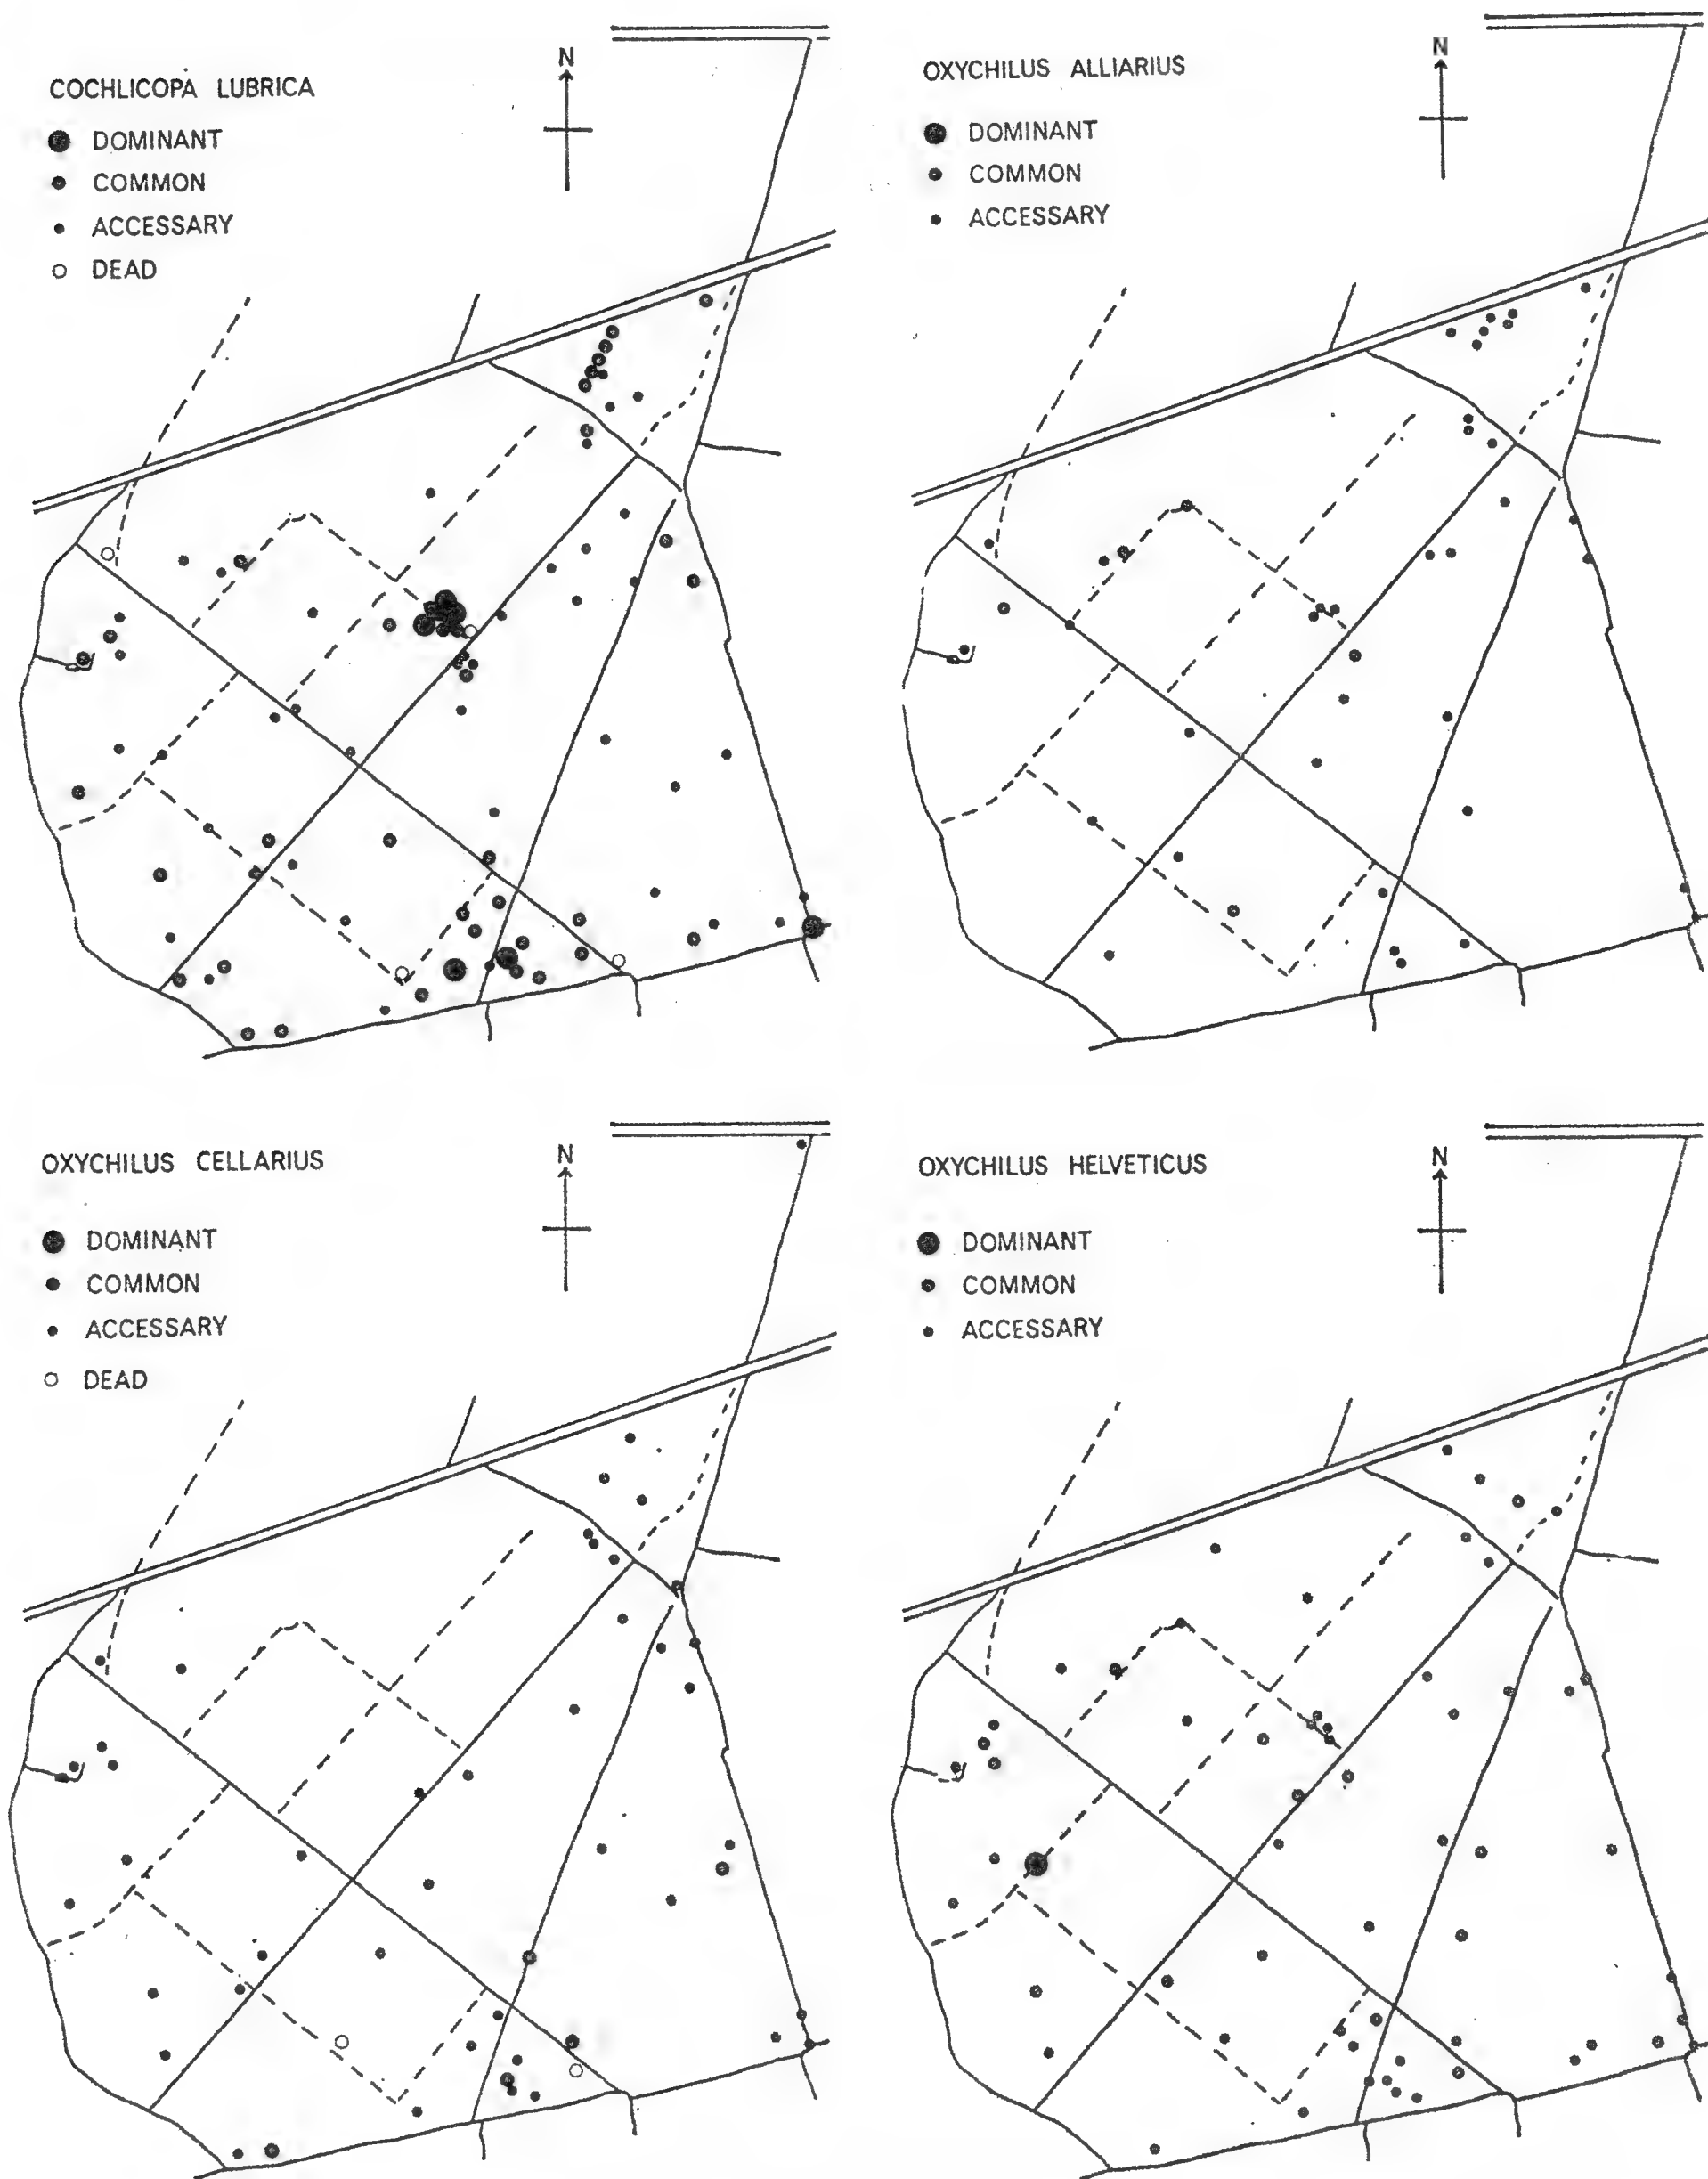 COCHLICOPA LUBRICA
N
DOMINANT
COMMON
ACCESSARY
DEAD
OXYCHILUS ALLIARIUS
N
DOMINANT
COMMON
ACCESSARY
OXYCHILUS CELLARIUS
N
DOMINANT
COMMON
ACCESSARY
DEAD
OXYCHILUS HELVETICUS
N
DOMINANT
COMMON
ACCESSARY